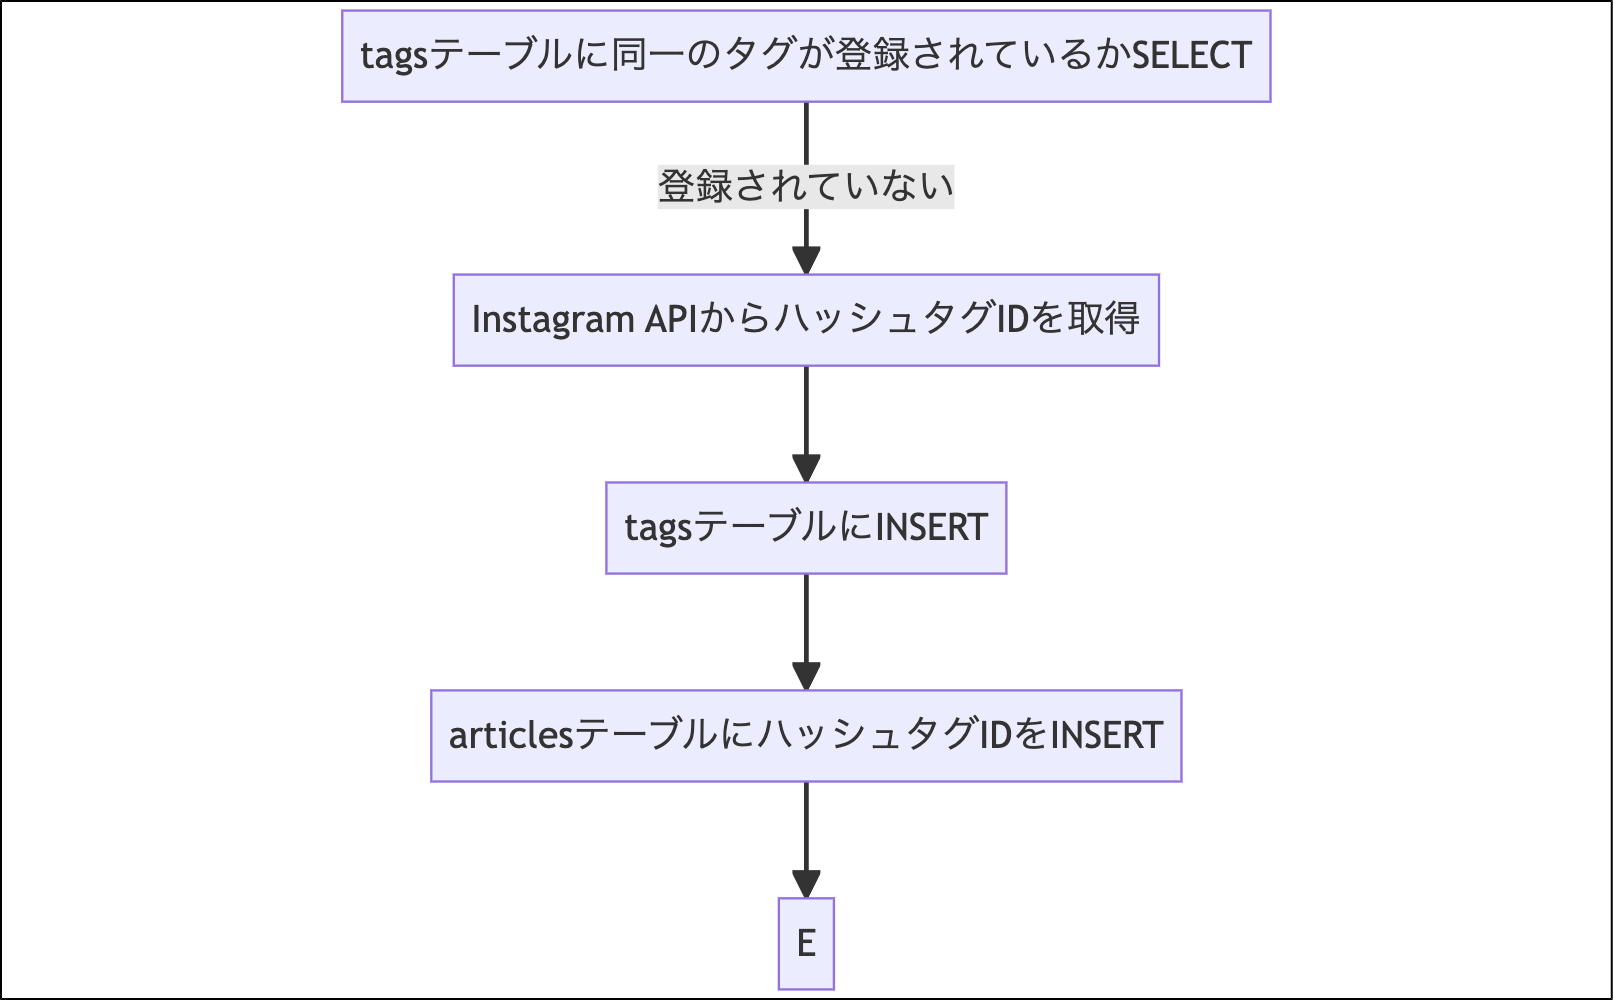 tagsテーブルに同一のタグが登録されているかSELECT
登録されていない
Instagram APIからハッシュタグIDを取得
tagsテーブルにINSERT
articlesテーブルにハッシュタグIDをINSERT
E